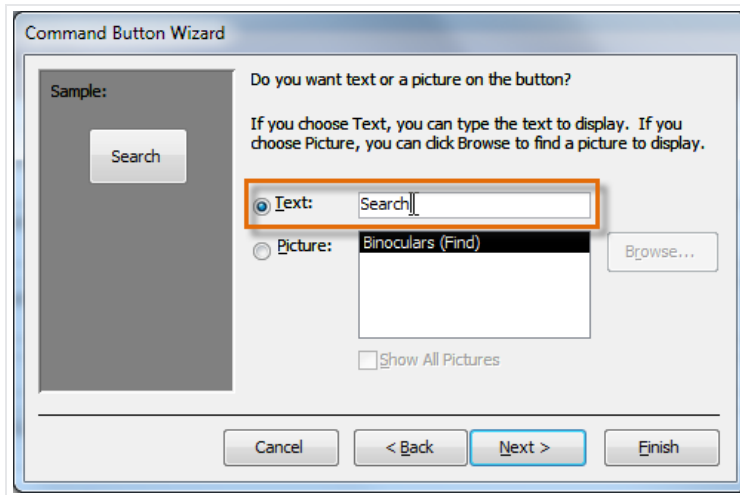 Command Button Wizard
Sample:
Search
Do you want text or a picture on the button?
If you choose Text, you can type the text to display. If you
choose Picture, you can click Browse to find a picture to display.
Text: Search
Picture: Binoculars (Find) Browse...
Show All Pictures
Cancel < Back Next > Finish